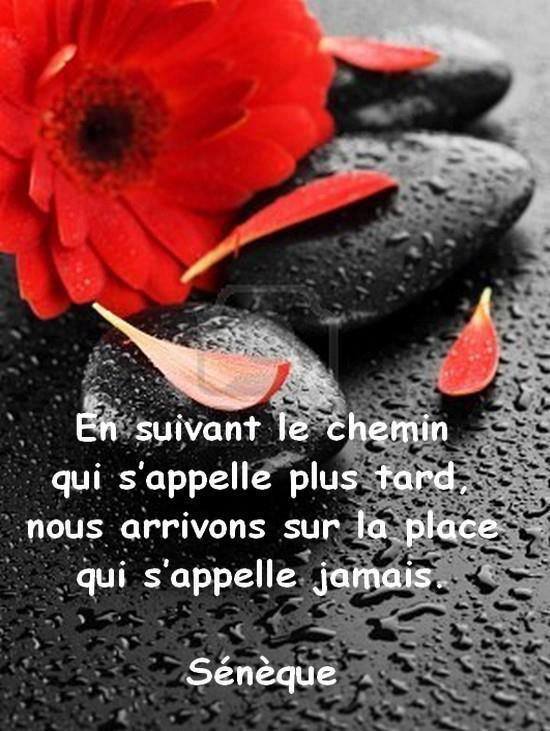 En suivant le chemin
qui s'appelle plus tard,
nous arrivons sur la place
qui s'appelle jamais.
Sénèque